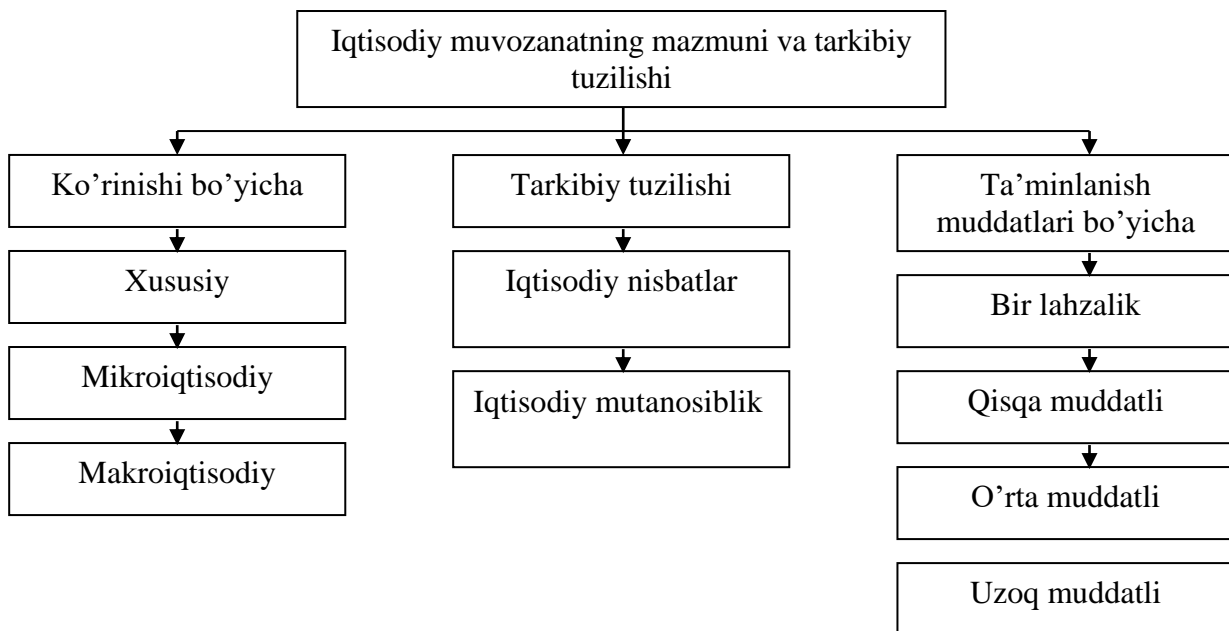 Iqtisodiy muvozanatning mazmuni va tarkibiy
tuzilishi
Ko’rinishi bo’yicha
Xususiy
Mikroiqtisodiy
Makroiqtisodiy
Tarkibiy tuzilishi
Iqtisodiy nisbatlar
Iqtisodiy mutanosiblik
Ta’minlanish
muddatlari bo’yicha
Bir lahzalik
Qisqa muddatli
O’rta muddatli
Uzoq muddatli